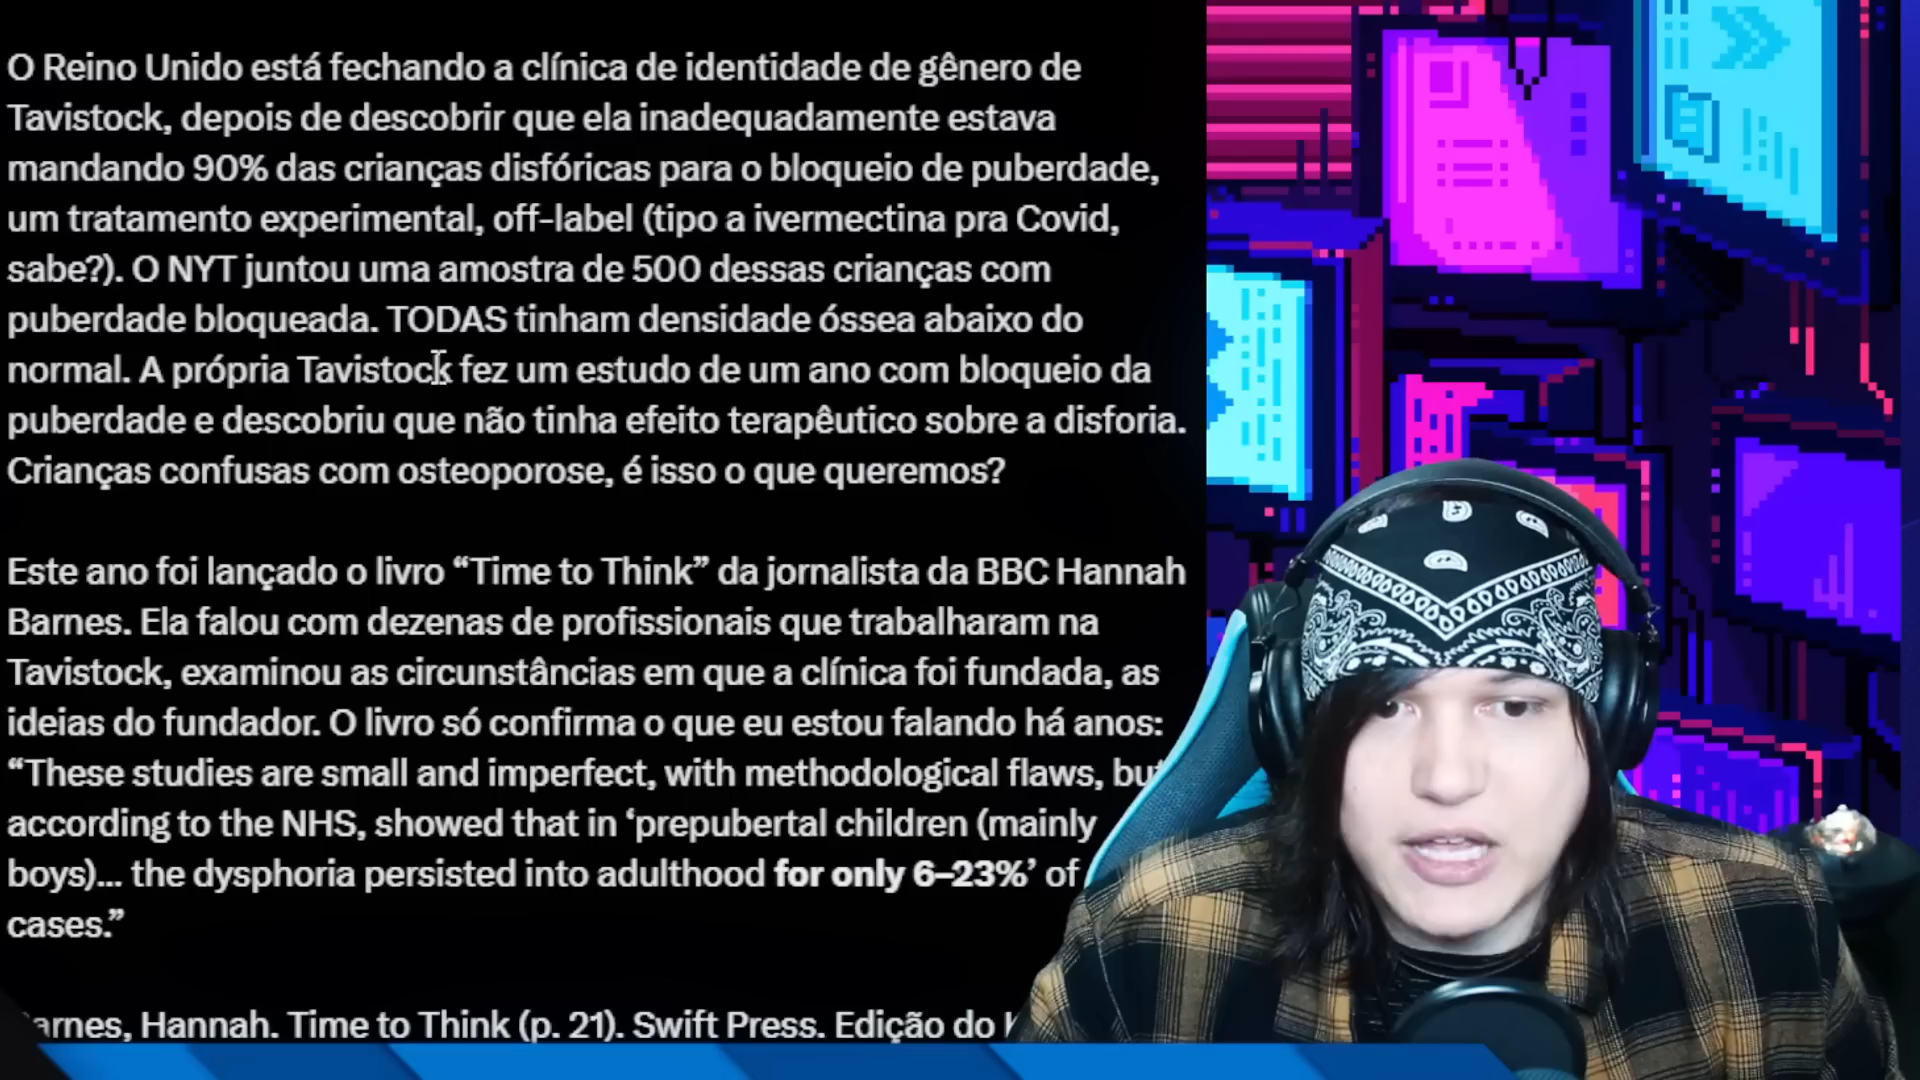 O Reino Unido está fechando a clínica de identidade de gênero de
Tavistock, depois de descobrir que ela inadequadamente estava
mandando 90% das crianças disfóricas para o bloqueio de puberdade,
um tratamento experimental, off-label (tipo a ivermectina pra Covid,
sabe?). O NYT juntou uma amostra de 500 dessas crianças com
puberdade bloqueada. TODAS tinham densidade óssea abaixo do
normal. A própria Tavistock fez um estudo de um ano com bloqueio da
puberdade e descobriu que não tinha efeito terapêutico sobre a disforia.
Crianças confusas com osteoporose, é isso o que queremos?
Este ano foi lançado o livro “Time to Think” da jornalista da BBC Hannah
Barnes. Ela falou com dezenas de profissionais que trabalharam na
Tavistock, examinou as circunstâncias em que a clínica foi fundada, as
ideias do fundador. O livro só confirma o que eu estou falando há anos:
“These studies are small and imperfect, with methodological flaws, but
according to the NHS, showed that in ‘prepubertal children (mainly
boys)... the dysphoria persisted into adulthood for only 6–23%’ of
cases.”
arnes, Hannah. Time to Think (p. 21). Swift Press. Edição do